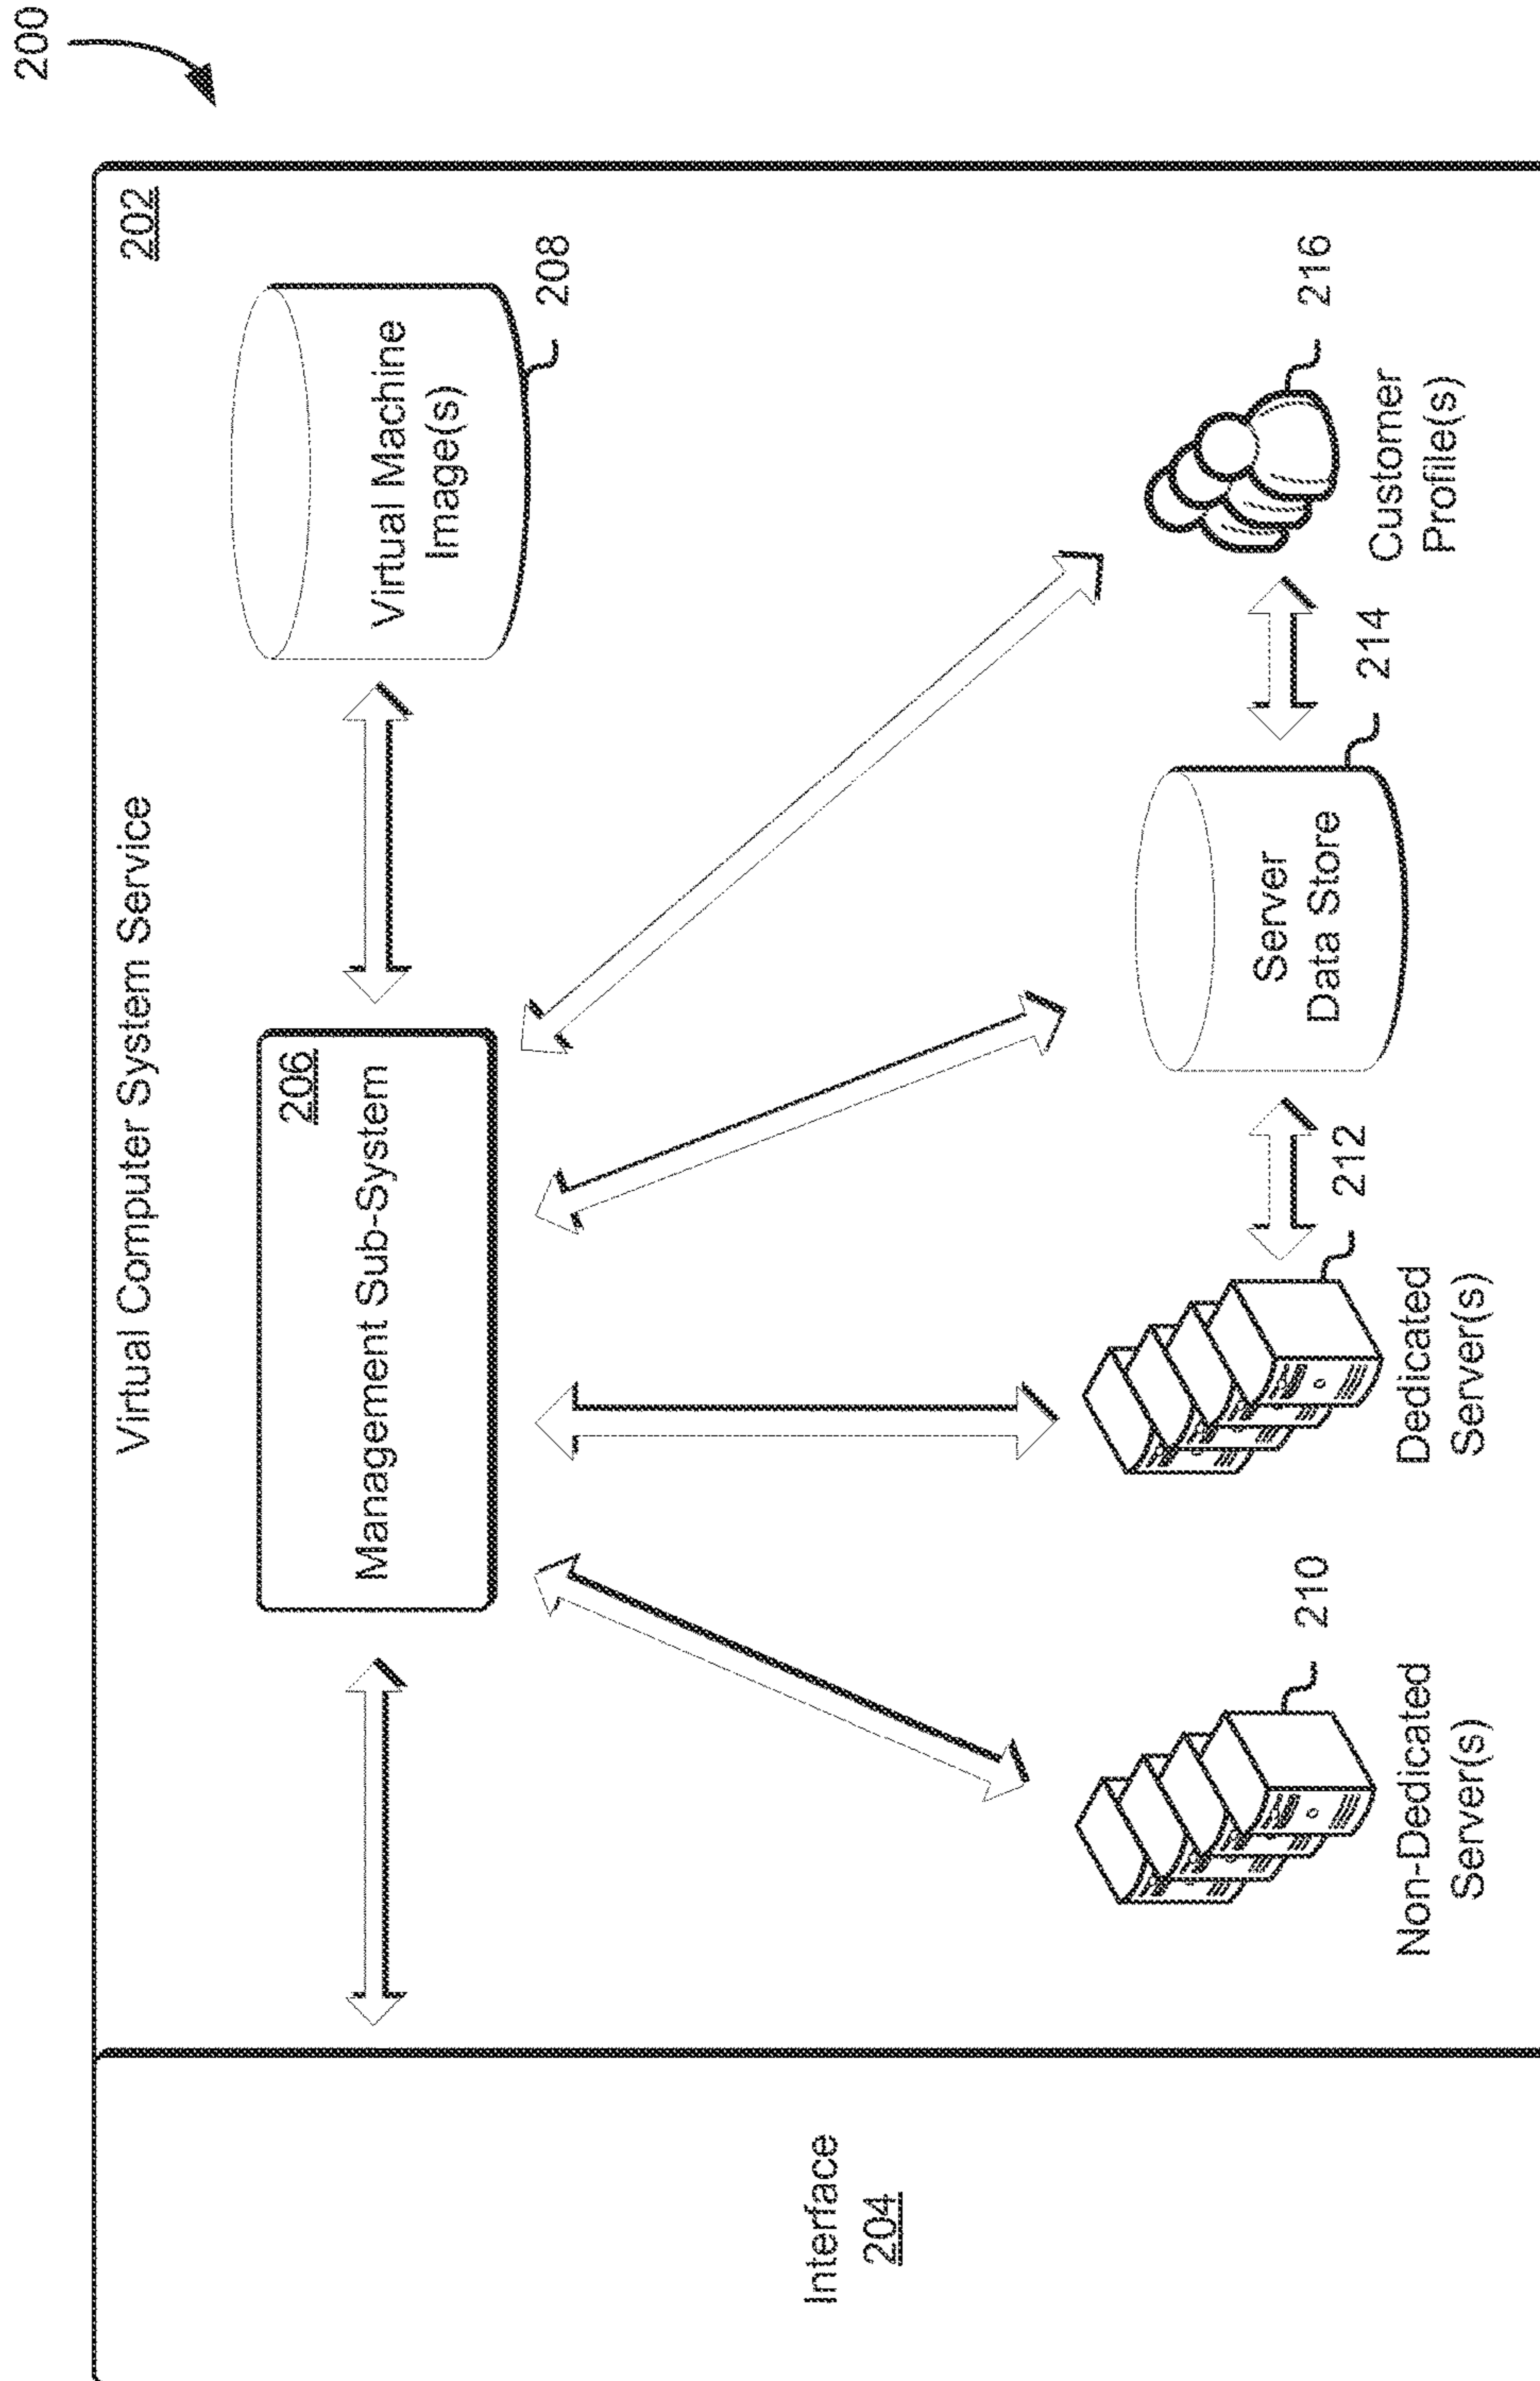 200
202
Virtual Computer System Service
Interface
204
206
Management Sub-System
Virtual Machine
Image(s)
208
210
Non-Dedicated
Server(s)
212
Dedicated
Server(s)
Server
Data Store
214
216
Customer
Profile(s)